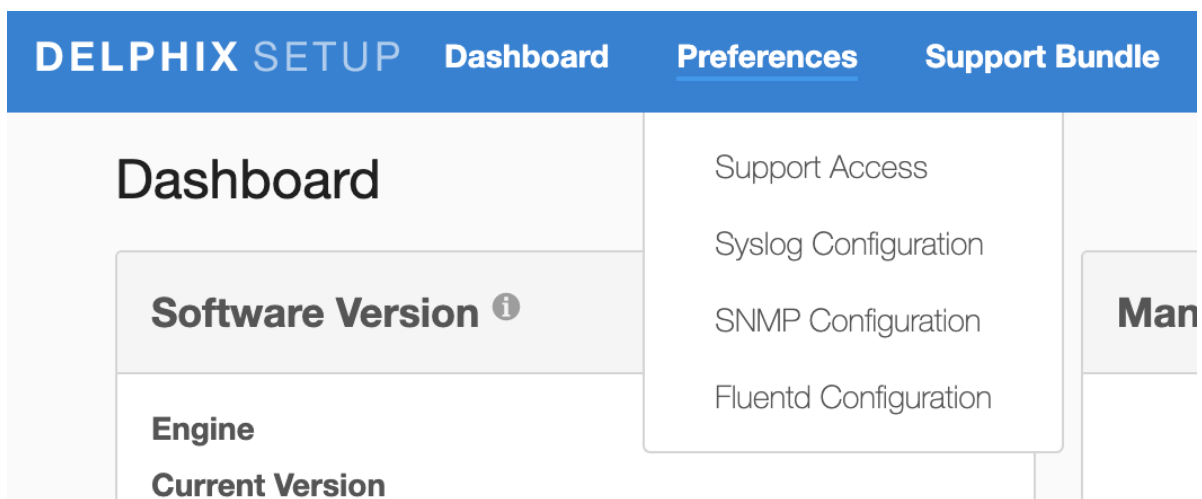 DELPHIX SETUP Dashboard Preferences Support Bundle
Dashboard
Support Access
Syslog Configuration
SNMP Configuration
Fluentd Configuration
Software Version
Engine
Current Version